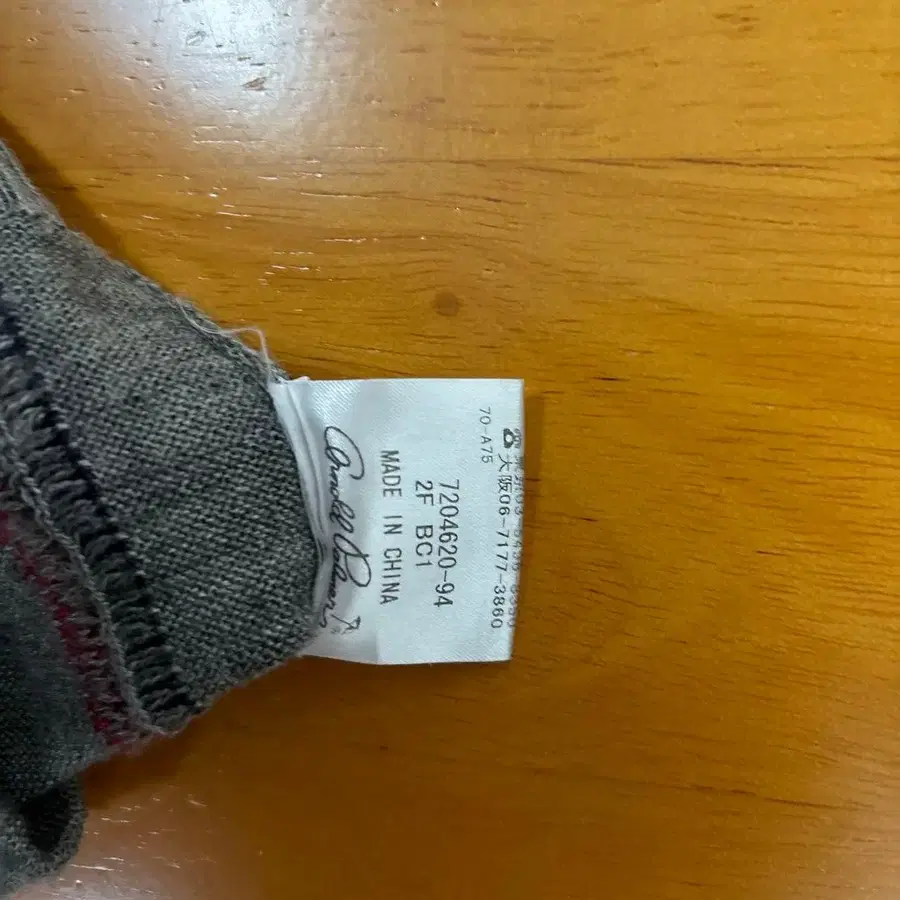 大阪06-7177-3860
70-A75
7204620-94
2F BC1
MADE IN CHINA
Arnold Palmer